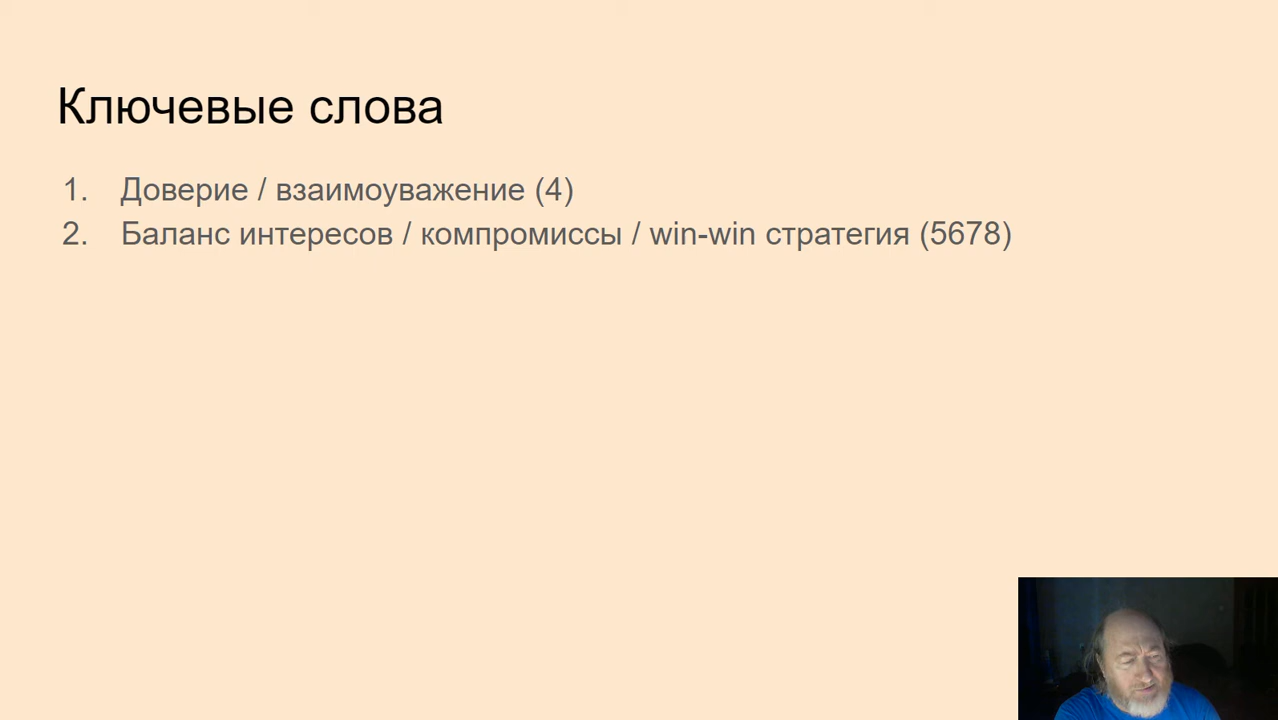 Ключевые слова
1. Доверие / взаимоуважение (4)
2. Баланс интересов / компромиссы / win-win стратегия (5678)